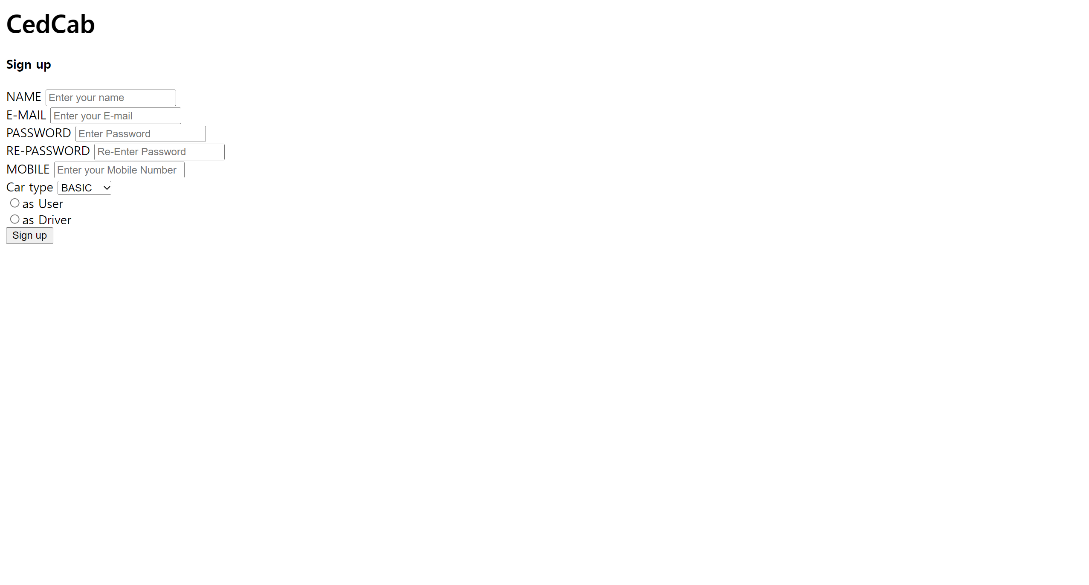 CedCab
Sign up
NAME Enter your name
E-MAIL Enter your E-mail
PASSWORD Enter Password
RE-PASSWORD Re-Enter Password
MOBILE Enter your Mobile Number
Car type BASIC
as User
as Driver
Sign up